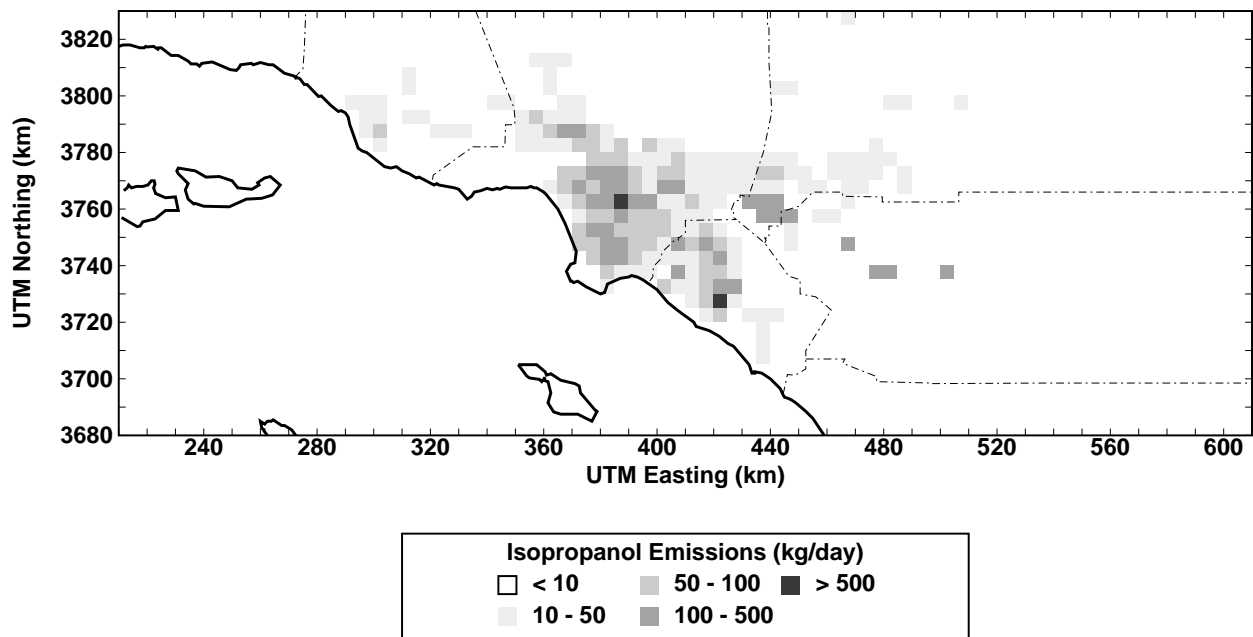 3820
3800
3780
3760
3740
3720
3700
3680
UTM Northing (km)
240 280 320 360 400 440 480 520 560 600
UTM Easting (km)
Isopropanol Emissions (kg/day)
< 10 50 - 100 > 500
10 - 50 100 - 500